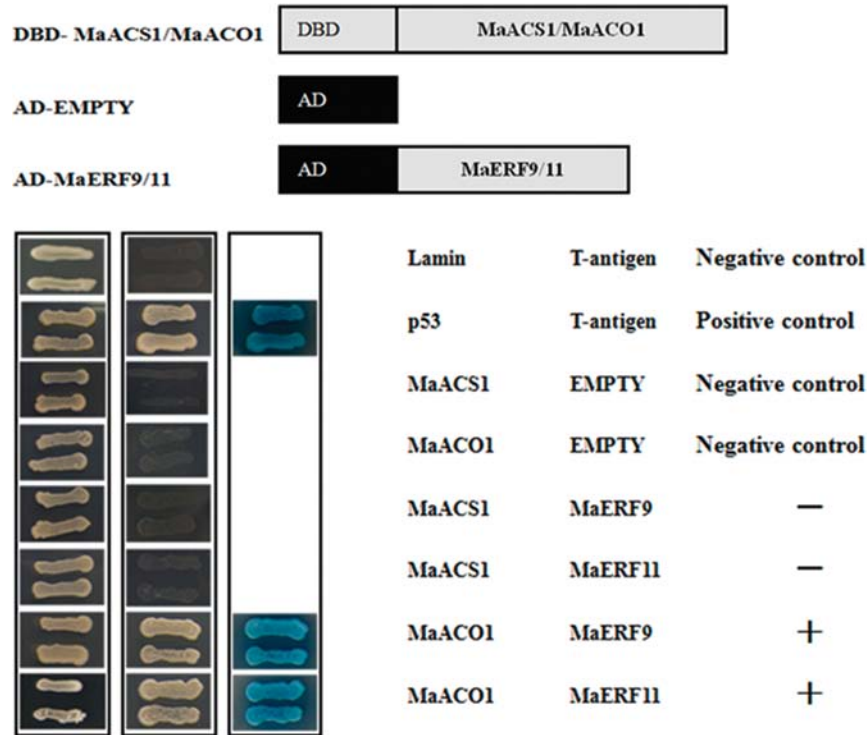 DBD- MaACS1/MaACO1 DBD MaACS1/MaACO1
AD-EMPTY AD
AD-MaERF9/11 AD MaERF9/11
Lamin T-antigen Negative control
p53 T-antigen Positive control
MaACS1 EMPTY Negative control
MaACO1 EMPTY Negative control
MaACS1 MaERF9 −
MaACS1 MaERF11 −
MaACO1 MaERF9 +
MaACO1 MaERF11 +